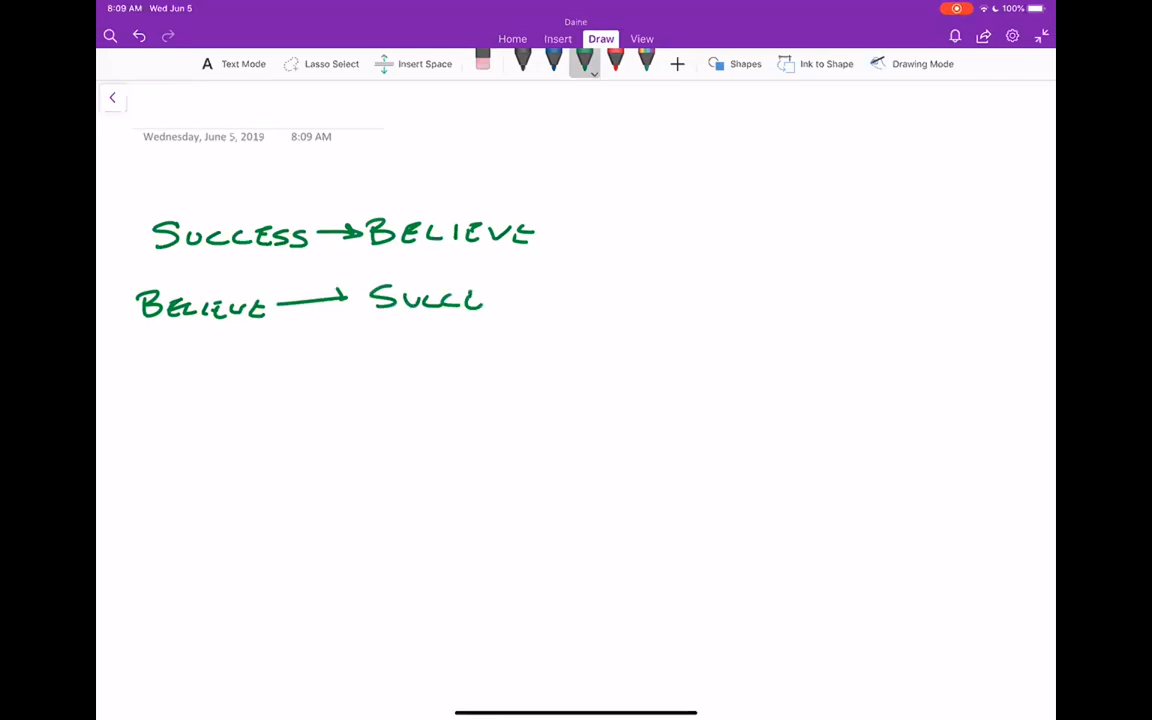 8:09 AM Wed Jun 5 100%
Daine
Home Insert Draw View
Text Mode Lasso Select Insert Space Shapes Ink to Shape Drawing Mode
Wednesday, June 5, 2019 8:09 AM
SUCCESS → BELIEVE
BELIEVE → SUCCE